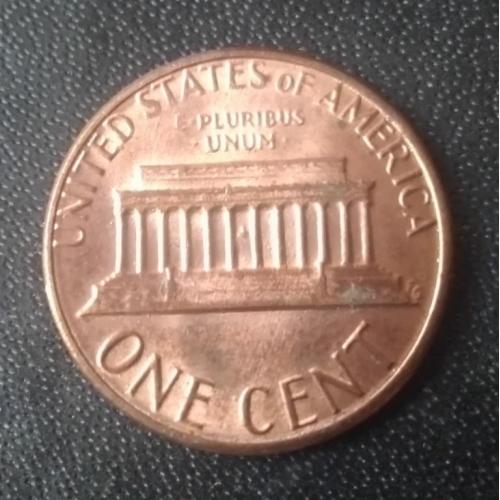 UNITED STATES OF AMERICA
E·PLURIBUS
·UNUM·
ONE CENT